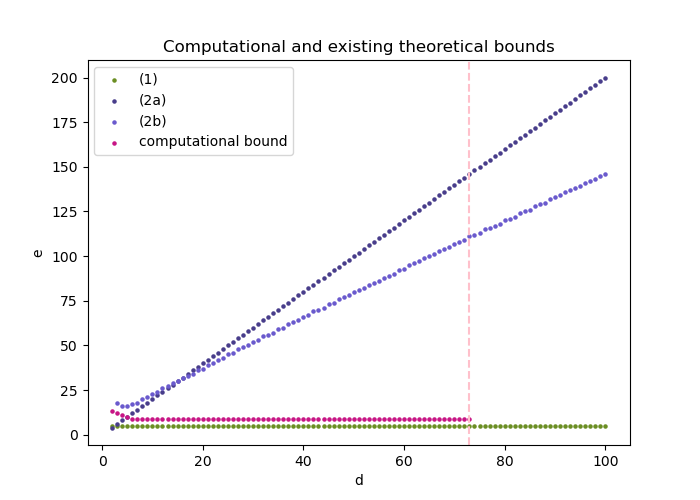 Computational and existing theoretical bounds
(1)
(2a)
(2b)
computational bound
e
200
175
150
125
100
75
50
25
0
0 20 40 60 80 100
d